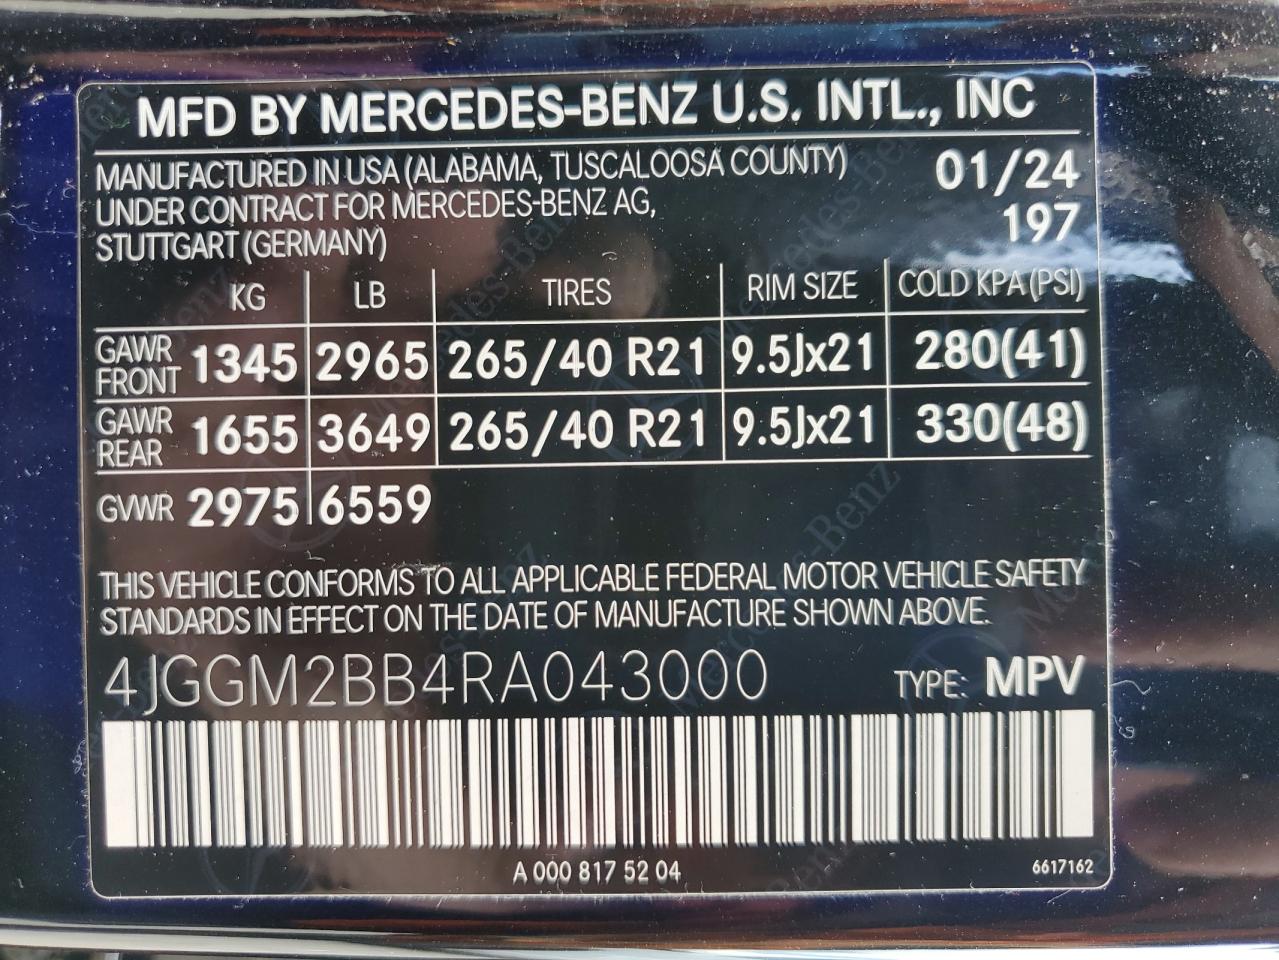 MFD BY MERCEDES-BENZ U.S. INTL., INC
MANUFACTURED IN USA (ALABAMA, TUSCALOOSA COUNTY) 01/24
UNDER CONTRACT FOR MERCEDES-BENZ AG, 197
STUTTGART (GERMANY)
KG LB TIRES RIM SIZE COLD KPA (PSI)
GAWR FRONT 1345 2965 265/40 R21 9.5Jx21 280(41)
GAWR REAR 1655 3649 265/40 R21 9.5Jx21 330(48)
GVWR 2975 6559
THIS VEHICLE CONFORMS TO ALL APPLICABLE FEDERAL MOTOR VEHICLE SAFETY
STANDARDS IN EFFECT ON THE DATE OF MANUFACTURE SHOWN ABOVE.
4JGGM2BB4RA043000 TYPE: MPV
A 000 817 52 04 6617162